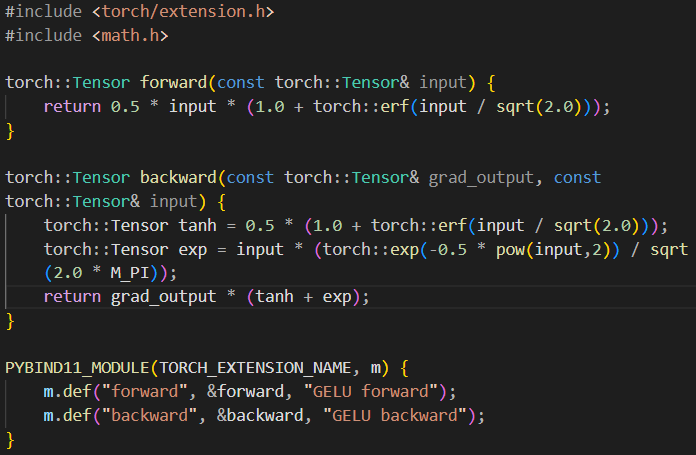 #include <torch/extension.h>
#include <math.h>

torch::Tensor forward(const torch::Tensor& input) {
    return 0.5 * input * (1.0 + torch::erf(input / sqrt(2.0)));
}

torch::Tensor backward(const torch::Tensor& grad_output, const
torch::Tensor& input) {
    torch::Tensor tanh = 0.5 * (1.0 + torch::erf(input / sqrt(2.0)));
    torch::Tensor exp = input * (torch::exp(-0.5 * pow(input,2)) / sqrt
    (2.0 * M_PI));
    return grad_output * (tanh + exp);
}

PYBIND11_MODULE(TORCH_EXTENSION_NAME, m) {
    m.def("forward", &forward, "GELU forward");
    m.def("backward", &backward, "GELU backward");
}